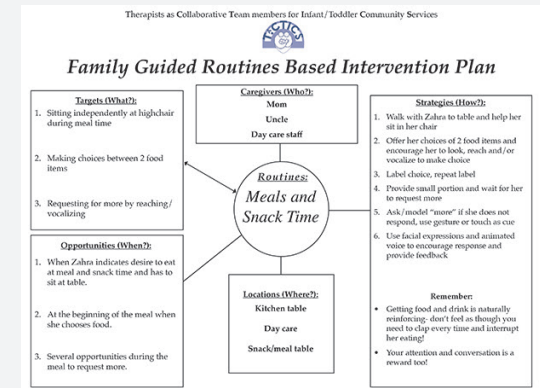 Therapists as Collaborative Team members for Infant/Toddler Community Services
TECTICS
Family Guided Routines Based Intervention Plan
Targets (What?):
1. Sitting independently at highchair
during meal time
2. Making choices between 2 food
items
3. Requesting for more by reaching/
vocalizing
Caregivers (Who?):
Mom
Uncle
Day care staff
Strategies (How?):
1. Walk with Zahra to table and help her
sit in her chair
2. Offer her choices of 2 food items and
encourage her to look, reach and/or
vocalize to make choice
3. Label choice, repeat label
4. Provide small portion and wait for her
to request more
5. Ask/model "more" if she does not
respond, use gesture or touch as cue
6. Use facial expressions and animated
voice to encourage response and
provide feedback
Remember:
• Getting food and drink is naturally
reinforcing- don't feel as though you
need to clap every time and interrupt
her eating!
• Your attention and conversation is a
reward too!
Routines:
Meals and
Snack Time
Opportunities (When?):
1. When Zahra indicates desire to eat
at meal and snack time and has to
sit at table.
2. At the beginning of the meal when
she chooses food.
3. Several opportunities during the
meal to request more.
Locations (Where?):
Kitchen table
Day care
Snack/meal table